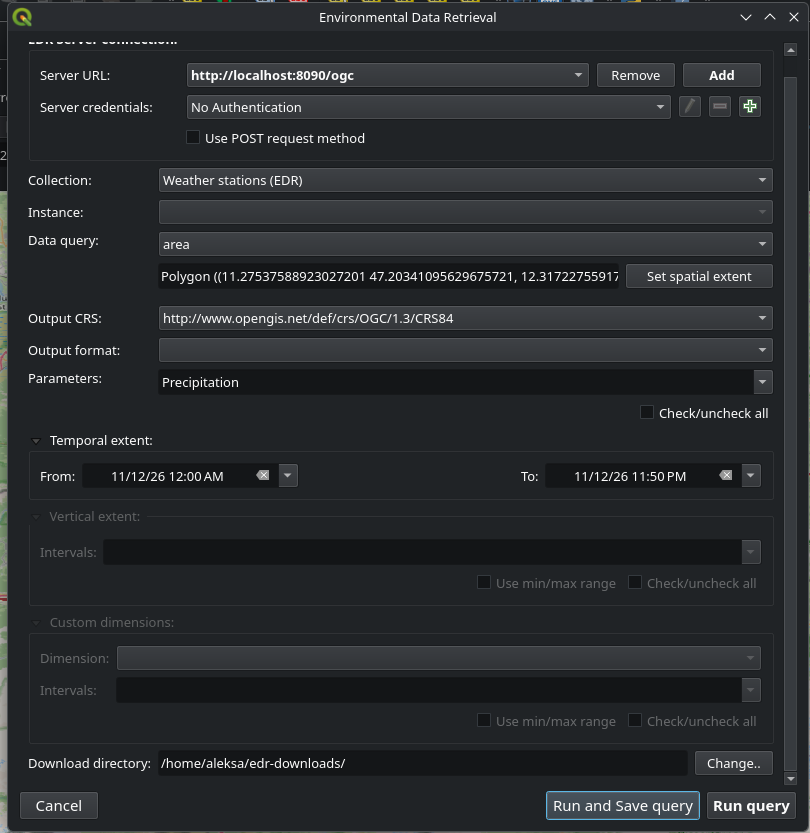 Environmental Data Retrieval
EDR Server connection:
Server URL: http://localhost:8090/ogc Remove Add
Server credentials: No Authentication
Use POST request method
Collection: Weather stations (EDR)
Instance:
Data query: area
Polygon ((11.27537588923027201 47.20341095629675721, 12.31722755917 Set spatial extent
Output CRS: http://www.opengis.net/def/crs/OGC/1.3/CRS84
Output format:
Parameters: Precipitation
Check/uncheck all
Temporal extent:
From: 11/12/26 12:00 AM To: 11/12/26 11:50 PM
Vertical extent:
Intervals:
Use min/max range Check/uncheck all
Custom dimensions:
Dimension:
Intervals:
Use min/max range Check/uncheck all
Download directory: /home/aleksa/edr-downloads/ Change..
Cancel Run and Save query Run query